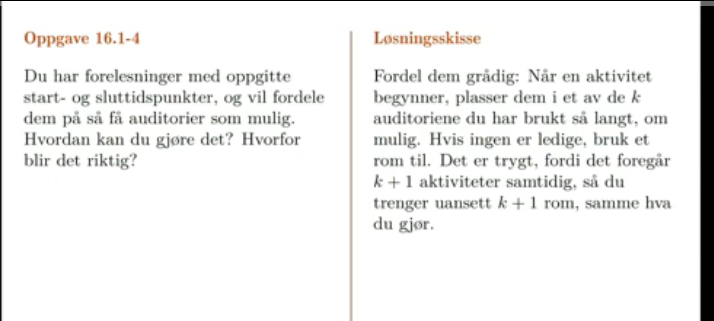 Oppgave 16.1-4
Du har forelesninger med oppgitte
start- og sluttidspunkter, og vil fordele
dem på så få auditorier som mulig.
Hvordan kan du gjøre det? Hvorfor
blir det riktig?
Løsningsskisse
Fordel dem grådig: Når en aktivitet
begynner, plasser dem i et av de k
auditoriene du har brukt så langt, om
mulig. Hvis ingen er ledige, bruk et
rom til. Det er trygt, fordi det foregår
k + 1 aktiviteter samtidig, så du
trenger uansett k + 1 rom, samme hva
du gjør.